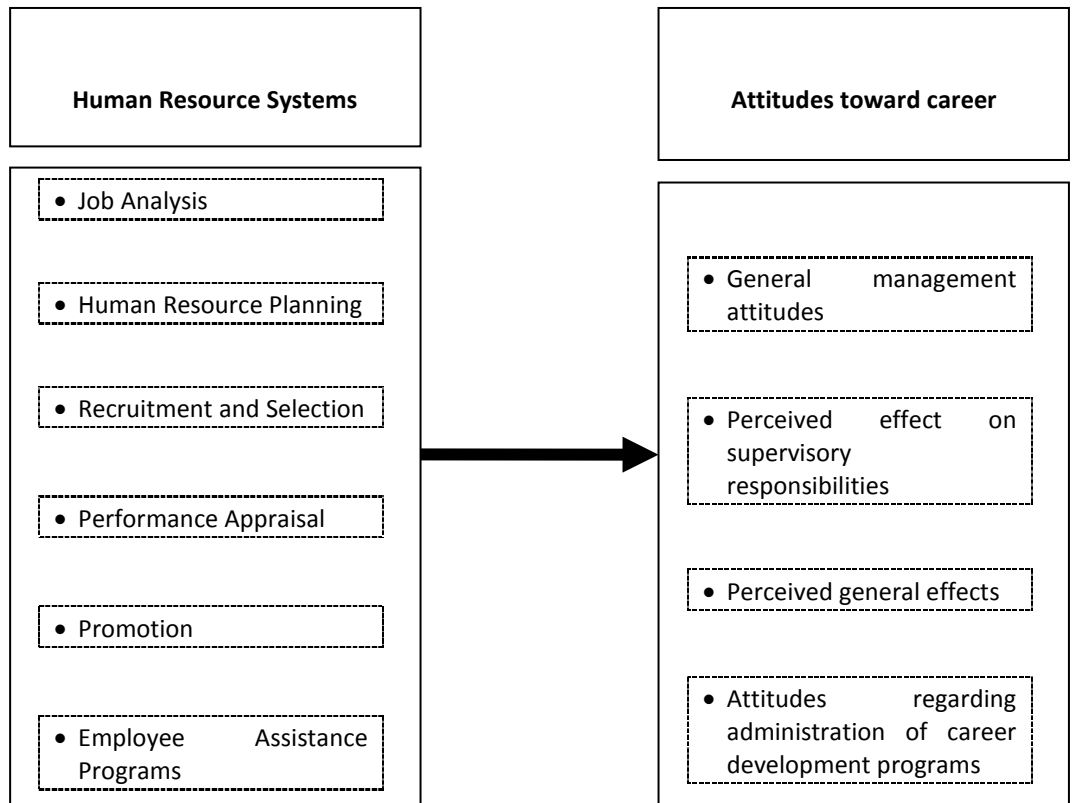 Human Resource Systems
• Job Analysis
• Human Resource Planning
• Recruitment and Selection
• Performance Appraisal
• Promotion
• Employee Assistance
Programs
Attitudes toward career
• General management
attitudes
• Perceived effect on
supervisory
responsibilities
• Perceived general effects
• Attitudes regarding
administration of career
development programs